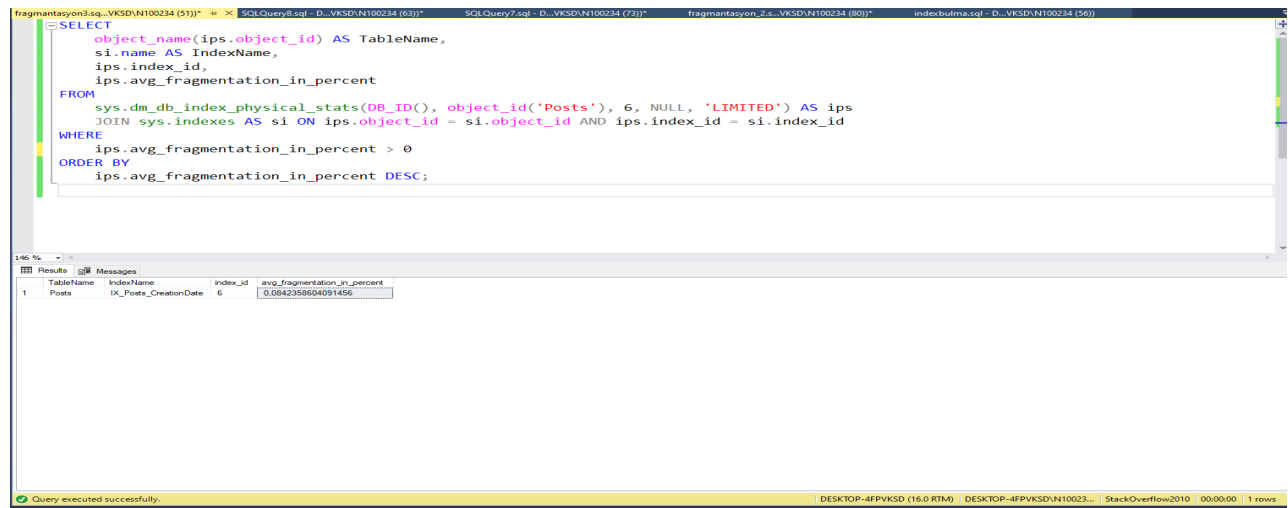 fragmantasyon3.sq...VKSD\N100234 (51))* SQLQuery8.sql - D...VKSD\N100234 (63))* SQLQuery7.sql - D...VKSD\N100234 (73))* fragmantasyon_2.s...VKSD\N100234 (80))* indexbulma.sql - D...VKSD\N100234 (56))
SELECT
object_name(ips.object_id) AS TableName,
si.name AS IndexName,
ips.index_id,
ips.avg_fragmentation_in_percent
FROM
sys.dm_db_index_physical_stats(DB_ID(), object_id('Posts'), 6, NULL, 'LIMITED') AS ips
JOIN sys.indexes AS si ON ips.object_id = si.object_id AND ips.index_id = si.index_id
WHERE
ips.avg_fragmentation_in_percent > 0
ORDER BY
ips.avg_fragmentation_in_percent DESC;
146 %
Results Messages
TableName IndexName index_id avg_fragmentation_in_percent
1 Posts IX_Posts_CreationDate 6 0,0842358604091456
Query executed successfully. DESKTOP-4FPVKSD (16.0 RTM) DESKTOP-4FPVKSD\N10023... StackOverflow2010 00:00:00 1 rows